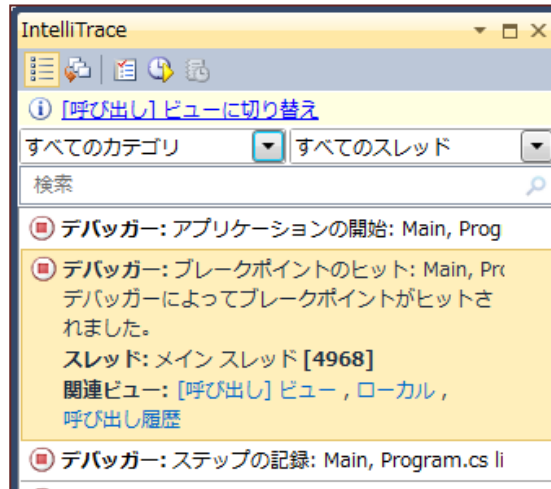 IntelliTrace
[呼び出し] ビューに切り替え
すべてのカテゴリ すべてのスレッド
検索
デバッガー: アプリケーションの開始: Main, Prog
デバッガー: ブレークポイントのヒット: Main, Prc
デバッガーによってブレークポイントがヒットさ
れました。
スレッド: メイン スレッド [4968]
関連ビュー: [呼び出し] ビュー , ローカル ,
呼び出し履歴
デバッガー: ステップの記録: Main, Program.cs li